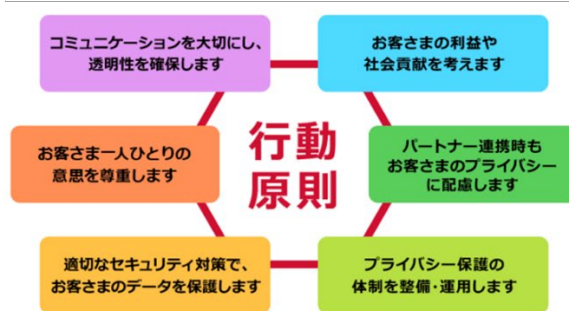 コミュニケーションを大切にし、
透明性を確保します
お客さまの利益や
社会貢献を考えます
行動
原則
お客さま一人ひとりの
意思を尊重します
パートナー連携時も
お客さまのプライバシー
に配慮します
適切なセキュリティ対策で、
お客さまのデータを保護します
プライバシー保護の
体制を整備・運用します